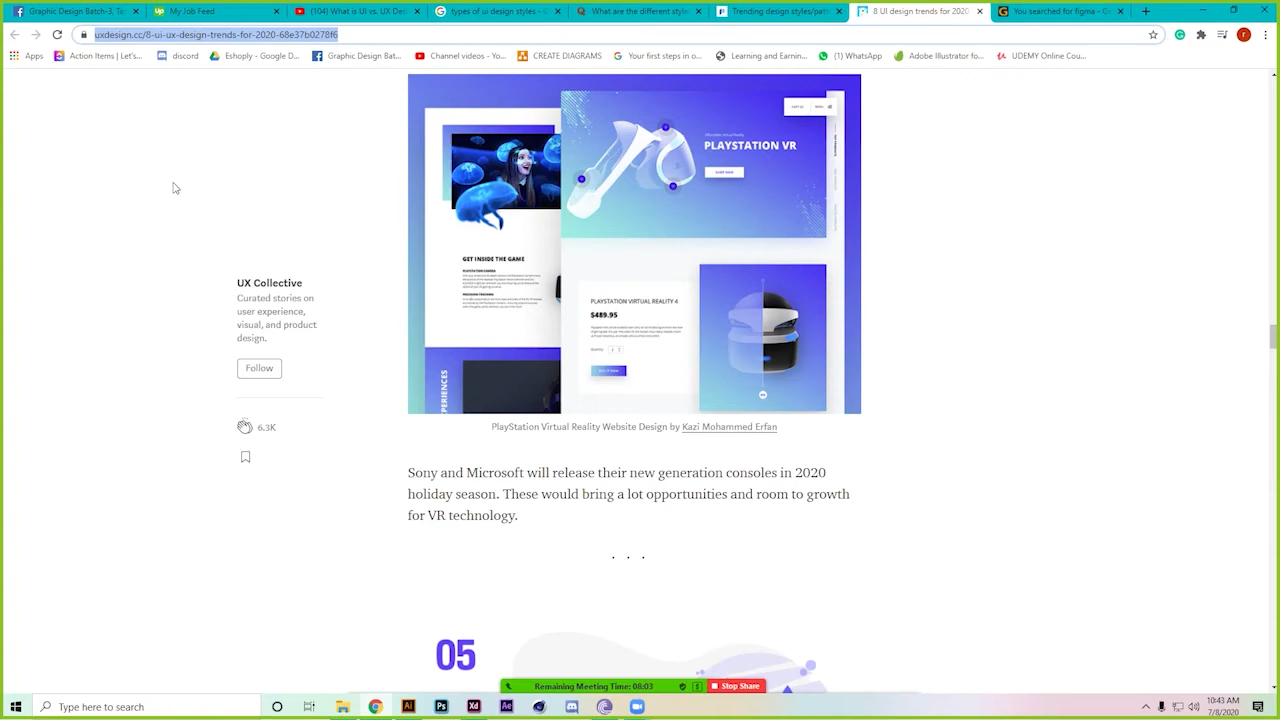 Graphic Design Batch-3, Te
My Job Feed
(104) What is UI vs. UX Des
types of ui design styles - G
What are the different style
Trending design styles/patt
8 UI design trends for 2020
You searched for figma - G
uxdesign.cc/8-ui-ux-design-trends-for-2020-68e37b0278f6
Apps
Action Items | Let's...
discord
Eshoply - Google D...
Graphic Design Bat...
Channel videos - Yo...
CREATE DIAGRAMS
Your first steps in o...
Learning and Earnin...
(1) WhatsApp
Adobe Illustrator fo...
UDEMY Online Cou...
PLAYSTATION VR
GET INSIDE THE GAME
PLAYSTATION VIRTUAL REALITY 4
$489.95
Quantity
UX Collective
Curated stories on
user experience,
visual, and product
design.
Follow
6.3K
PlayStation Virtual Reality Website Design by Kazi Mohammed Erfan
Sony and Microsoft will release their new generation consoles in 2020
holiday season. These would bring a lot opportunities and room to growth
for VR technology.
. . .
05
Remaining Meeting Time: 08:03
Stop Share
Type here to search
10:43 AM
7/8/2020